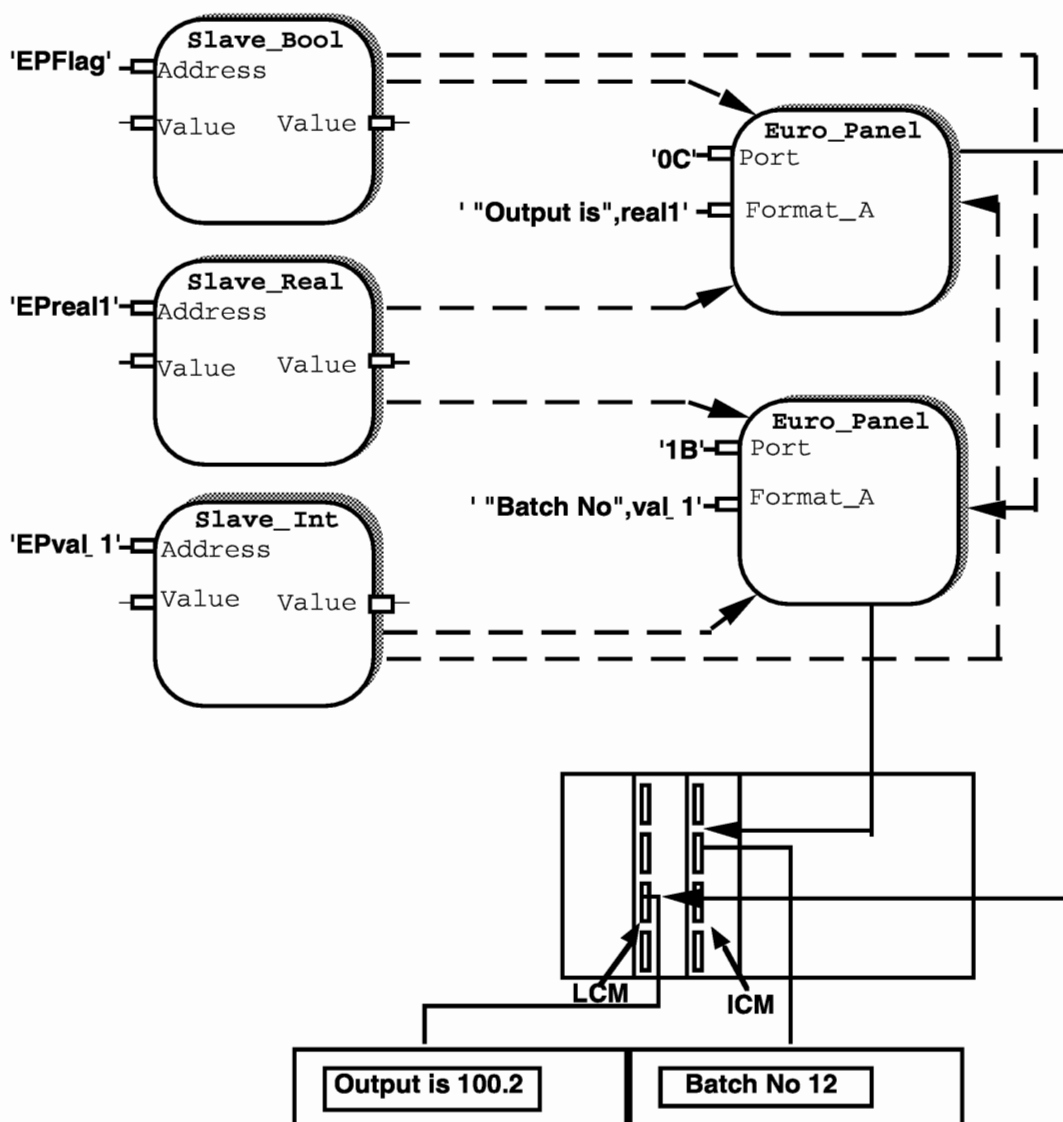 Slave_Bool
'EPFlag'
Address
Value Value
Euro_Panel
'0C' Port
' "Output is",real1' Format_A
Slave_Real
'EPreal1'
Address
Value Value
Euro_Panel
'1B' Port
' "Batch No",val_1' Format_A
Slave_Int
'EPval_1'
Address
Value Value
LCM
ICM
Output is 100.2
Batch No 12